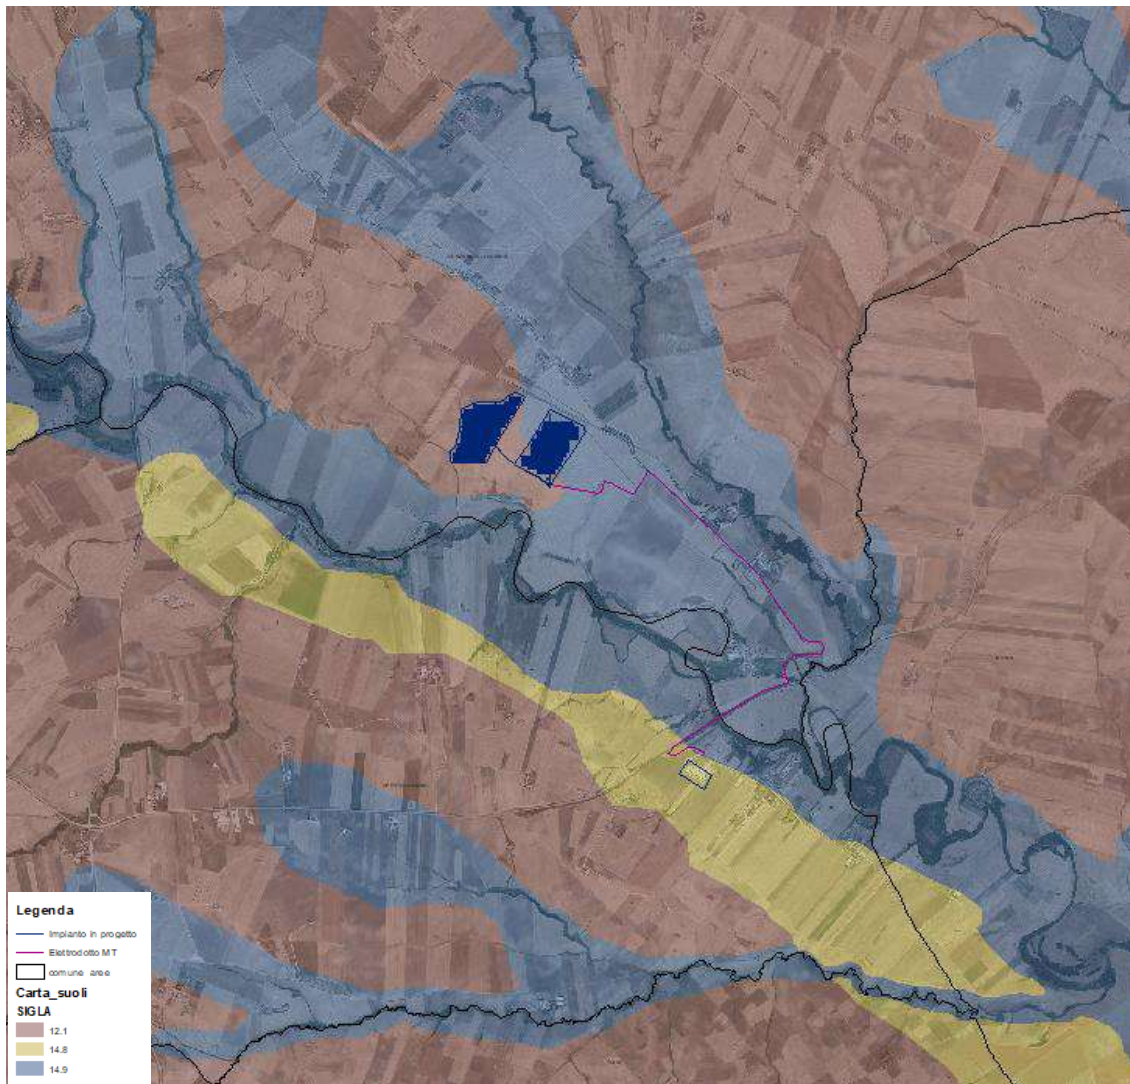 Legenda
Impianto in progetto
Elettrodotto MT
comune aree
Carta_suoli
SIGLA
12.1
14.8
14.9